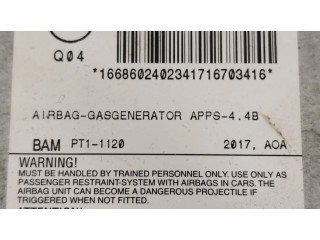 Q04
*1668602402341716703416*
AIRBAG-GASGENERATOR APPS-4.4B
BAM PT1-1120 2017, AOA
WARNING!
MUST BE HANDLED BY TRAINED PERSONNEL ONLY. USE ONLY AS
PASSENGER RESTRAINT-SYSTEM WITH AIRBAGS IN CARS. THE
AIRBAG UNIT CAN BECOME A DANGEROUS PROJECTILE IF
TRIGGERED WHEN NOT FITTED.
ATTENTION!